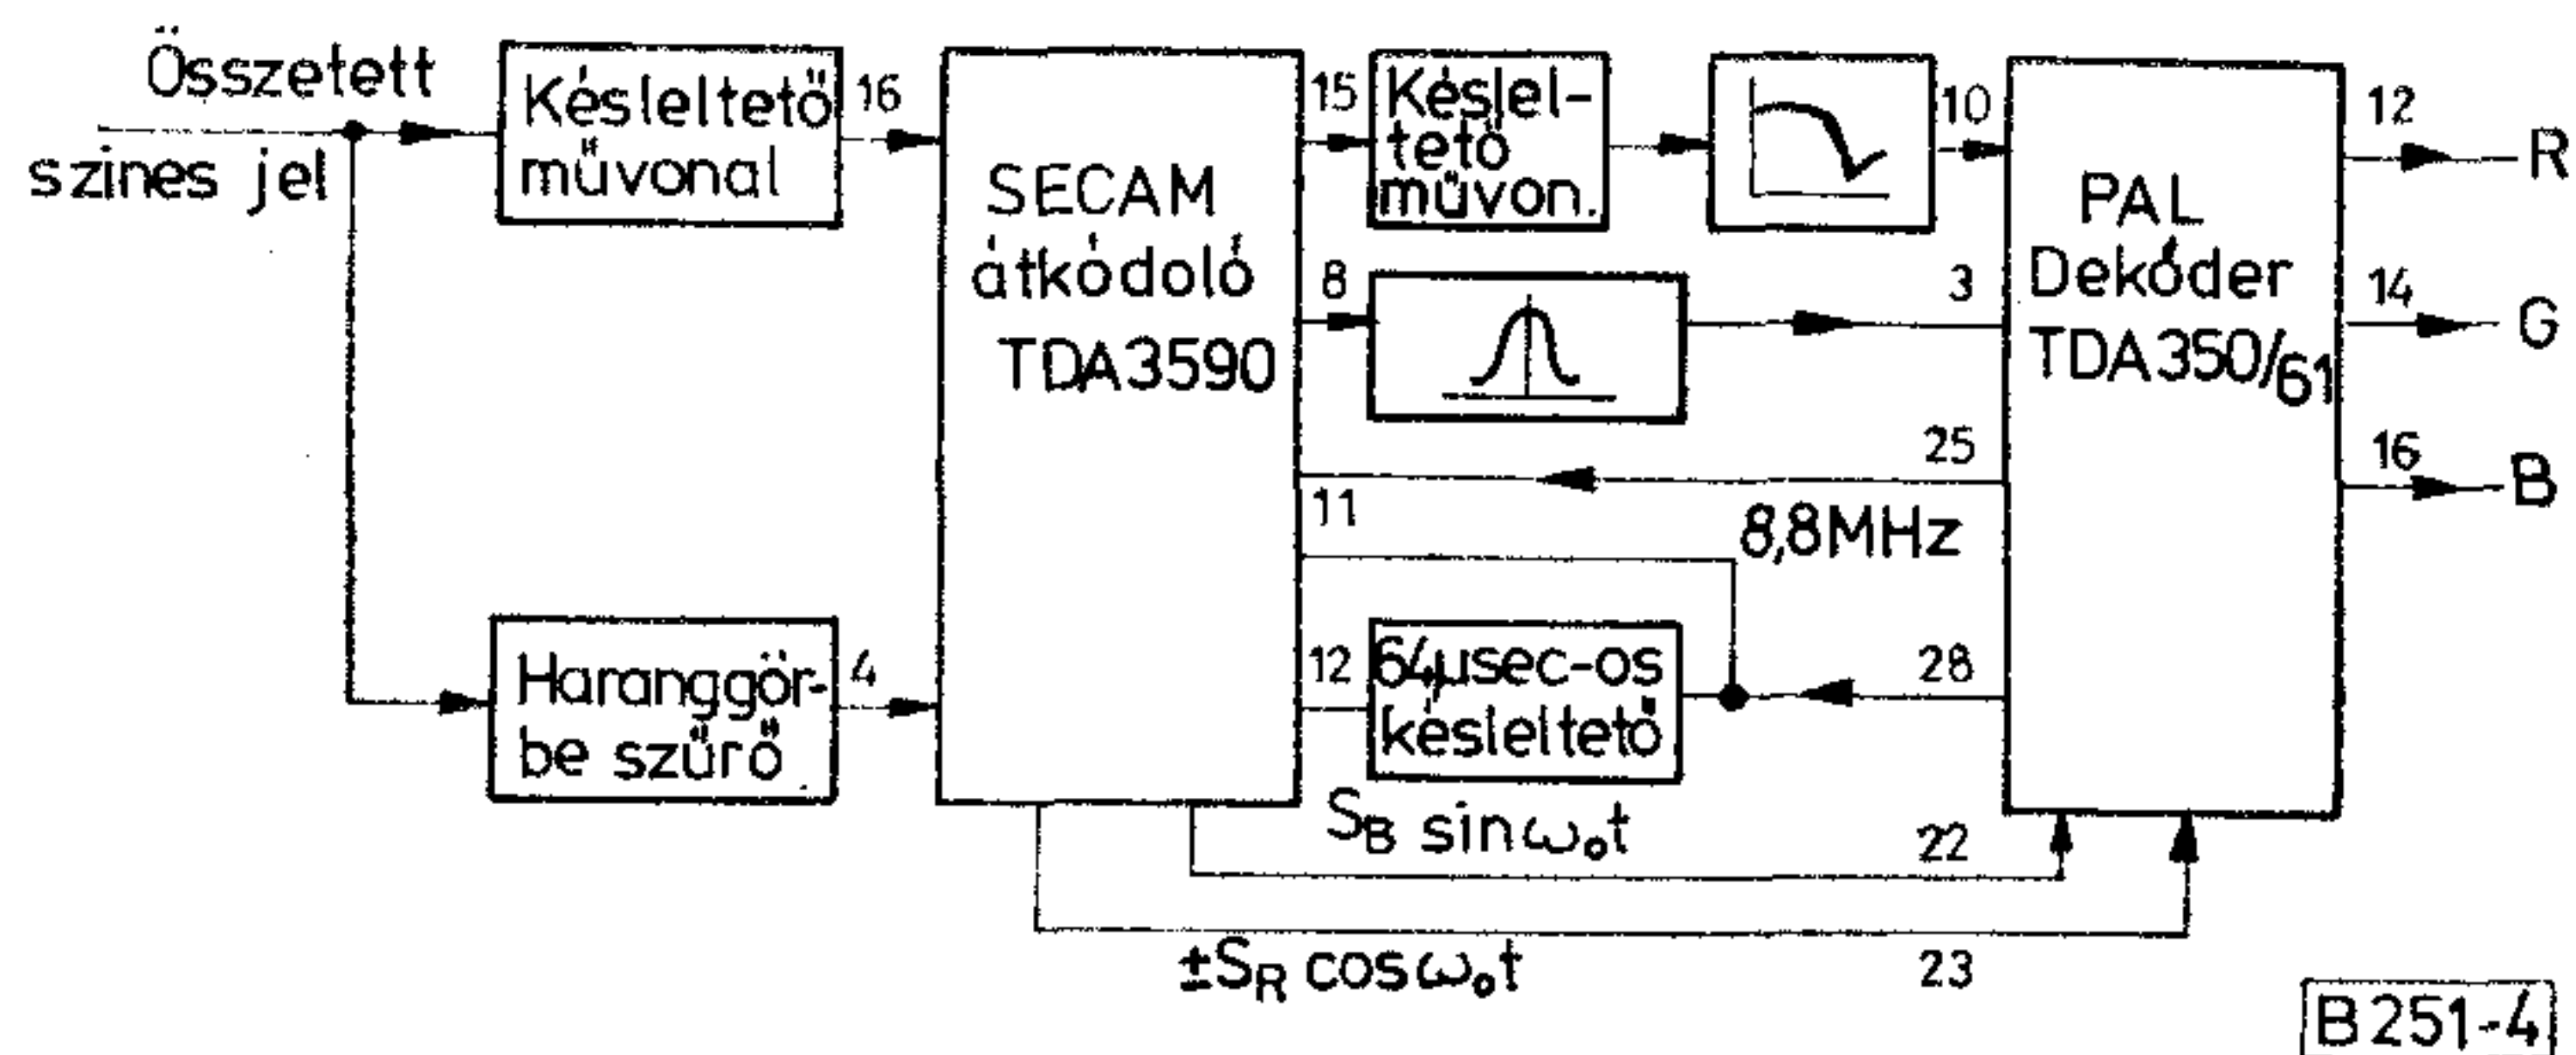 Összetett
szines jel
Késleltető
művonal
16
SECAM
átkódoló
TDA3590
15
Késlel-
tető
művon.
10
PAL
Dekóder
TDA350/61
12
R
8
3
14
G
25
11
8,8MHz
16
B
Haranggör-
be szűrő
4
12
64µsec-os
késleltető
28
S_B sinω₀t
22
±S_R cosω₀t
23
B251-4